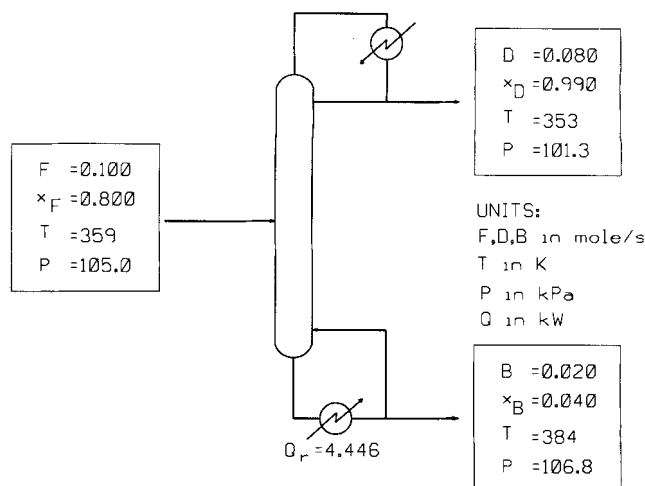 F =0.100
xF =0.800
T =359
P =105.0
D =0.080
xD =0.990
T =353
P =101.3
UNITS:
F,D,B in mole/s
T in K
P in kPa
Q in kW
B =0.020
xB =0.040
T =384
P =106.8
Qr=4.446